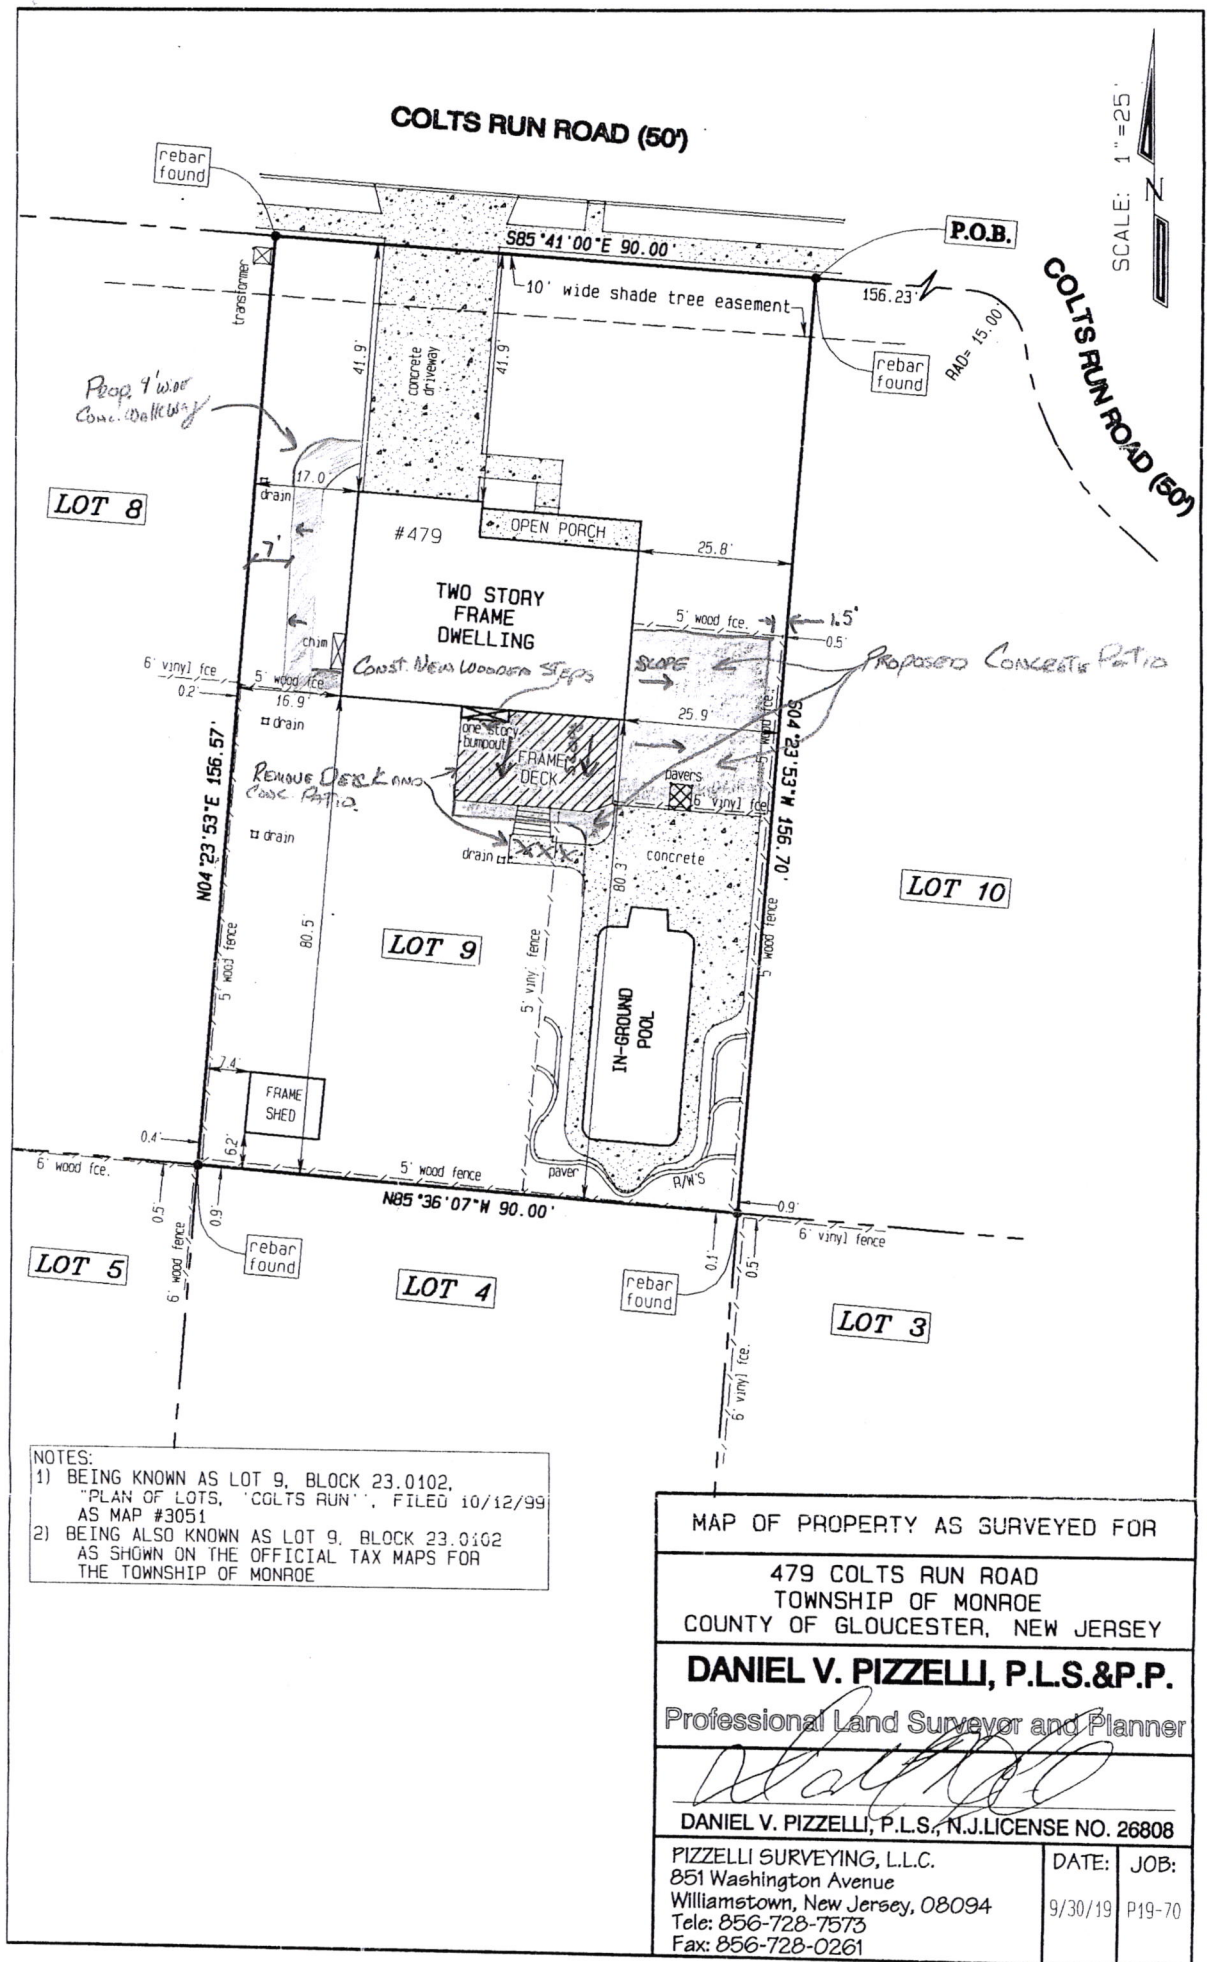 COLTS RUN ROAD (50')
SCALE: 1"=25'
N
rebar
found
P.O.B.
S85°41'00"E 90.00'
10' wide shade tree easement
156.23'
RAD= 15.00'
COLTS RUN ROAD (50')
transformer
rebar
found
41.9'
concrete
driveway
41.9'
Prop. 4' wide
Conc. Walkway
LOT 8
drain
17.0'
#479
OPEN PORCH
25.8'
7'
TWO STORY
FRAME
DWELLING
5' wood fce.
1.5'
0.5'
chim
CONST. NEW WOODEN STEPS
SLOPE
PROPOSED CONCRETE PATIO
6' vinyl fce
0.2'
5' wood fce
16.9'
drain
one story
bumpout
FRAME
DECK
SLOPE
25.9'
5' wood fce.
S04°23'53"W 156.70'
N04°23'53"E 156.57'
REMOVE DECK AND
CONC. PATIO
pavers
6' vinyl fce
drain
drain
XXX
80.3'
concrete
LOT 10
LOT 9
80.5'
5' wood fence
5' vinyl fence
5' wood fence
IN-GROUND
POOL
7.4'
FRAME
SHED
6.2'
0.4'
6' wood fce.
5' wood fence
paver
R/W'S
N85°36'07"W 90.00'
0.9'
6' vinyl fence
0.5'
0.9'
6' wood fence
rebar
found
0.1'
0.5'
LOT 5
LOT 4
rebar
found
LOT 3
6' vinyl fce.
NOTES:
1) BEING KNOWN AS LOT 9, BLOCK 23.0102,
"PLAN OF LOTS, 'COLTS RUN'', FILED 10/12/99
AS MAP #3051
2) BEING ALSO KNOWN AS LOT 9, BLOCK 23.0102
AS SHOWN ON THE OFFICIAL TAX MAPS FOR
THE TOWNSHIP OF MONROE
MAP OF PROPERTY AS SURVEYED FOR
479 COLTS RUN ROAD
TOWNSHIP OF MONROE
COUNTY OF GLOUCESTER, NEW JERSEY
DANIEL V. PIZZELLI, P.L.S.&P.P.
Professional Land Surveyor and Planner
DANIEL V. PIZZELLI, P.L.S., N.J.LICENSE NO. 26808
PIZZELLI SURVEYING, L.L.C.
851 Washington Avenue
Williamstown, New Jersey, 08094
Tele: 856-728-7573
Fax: 856-728-0261
DATE:
9/30/19
JOB:
P19-70